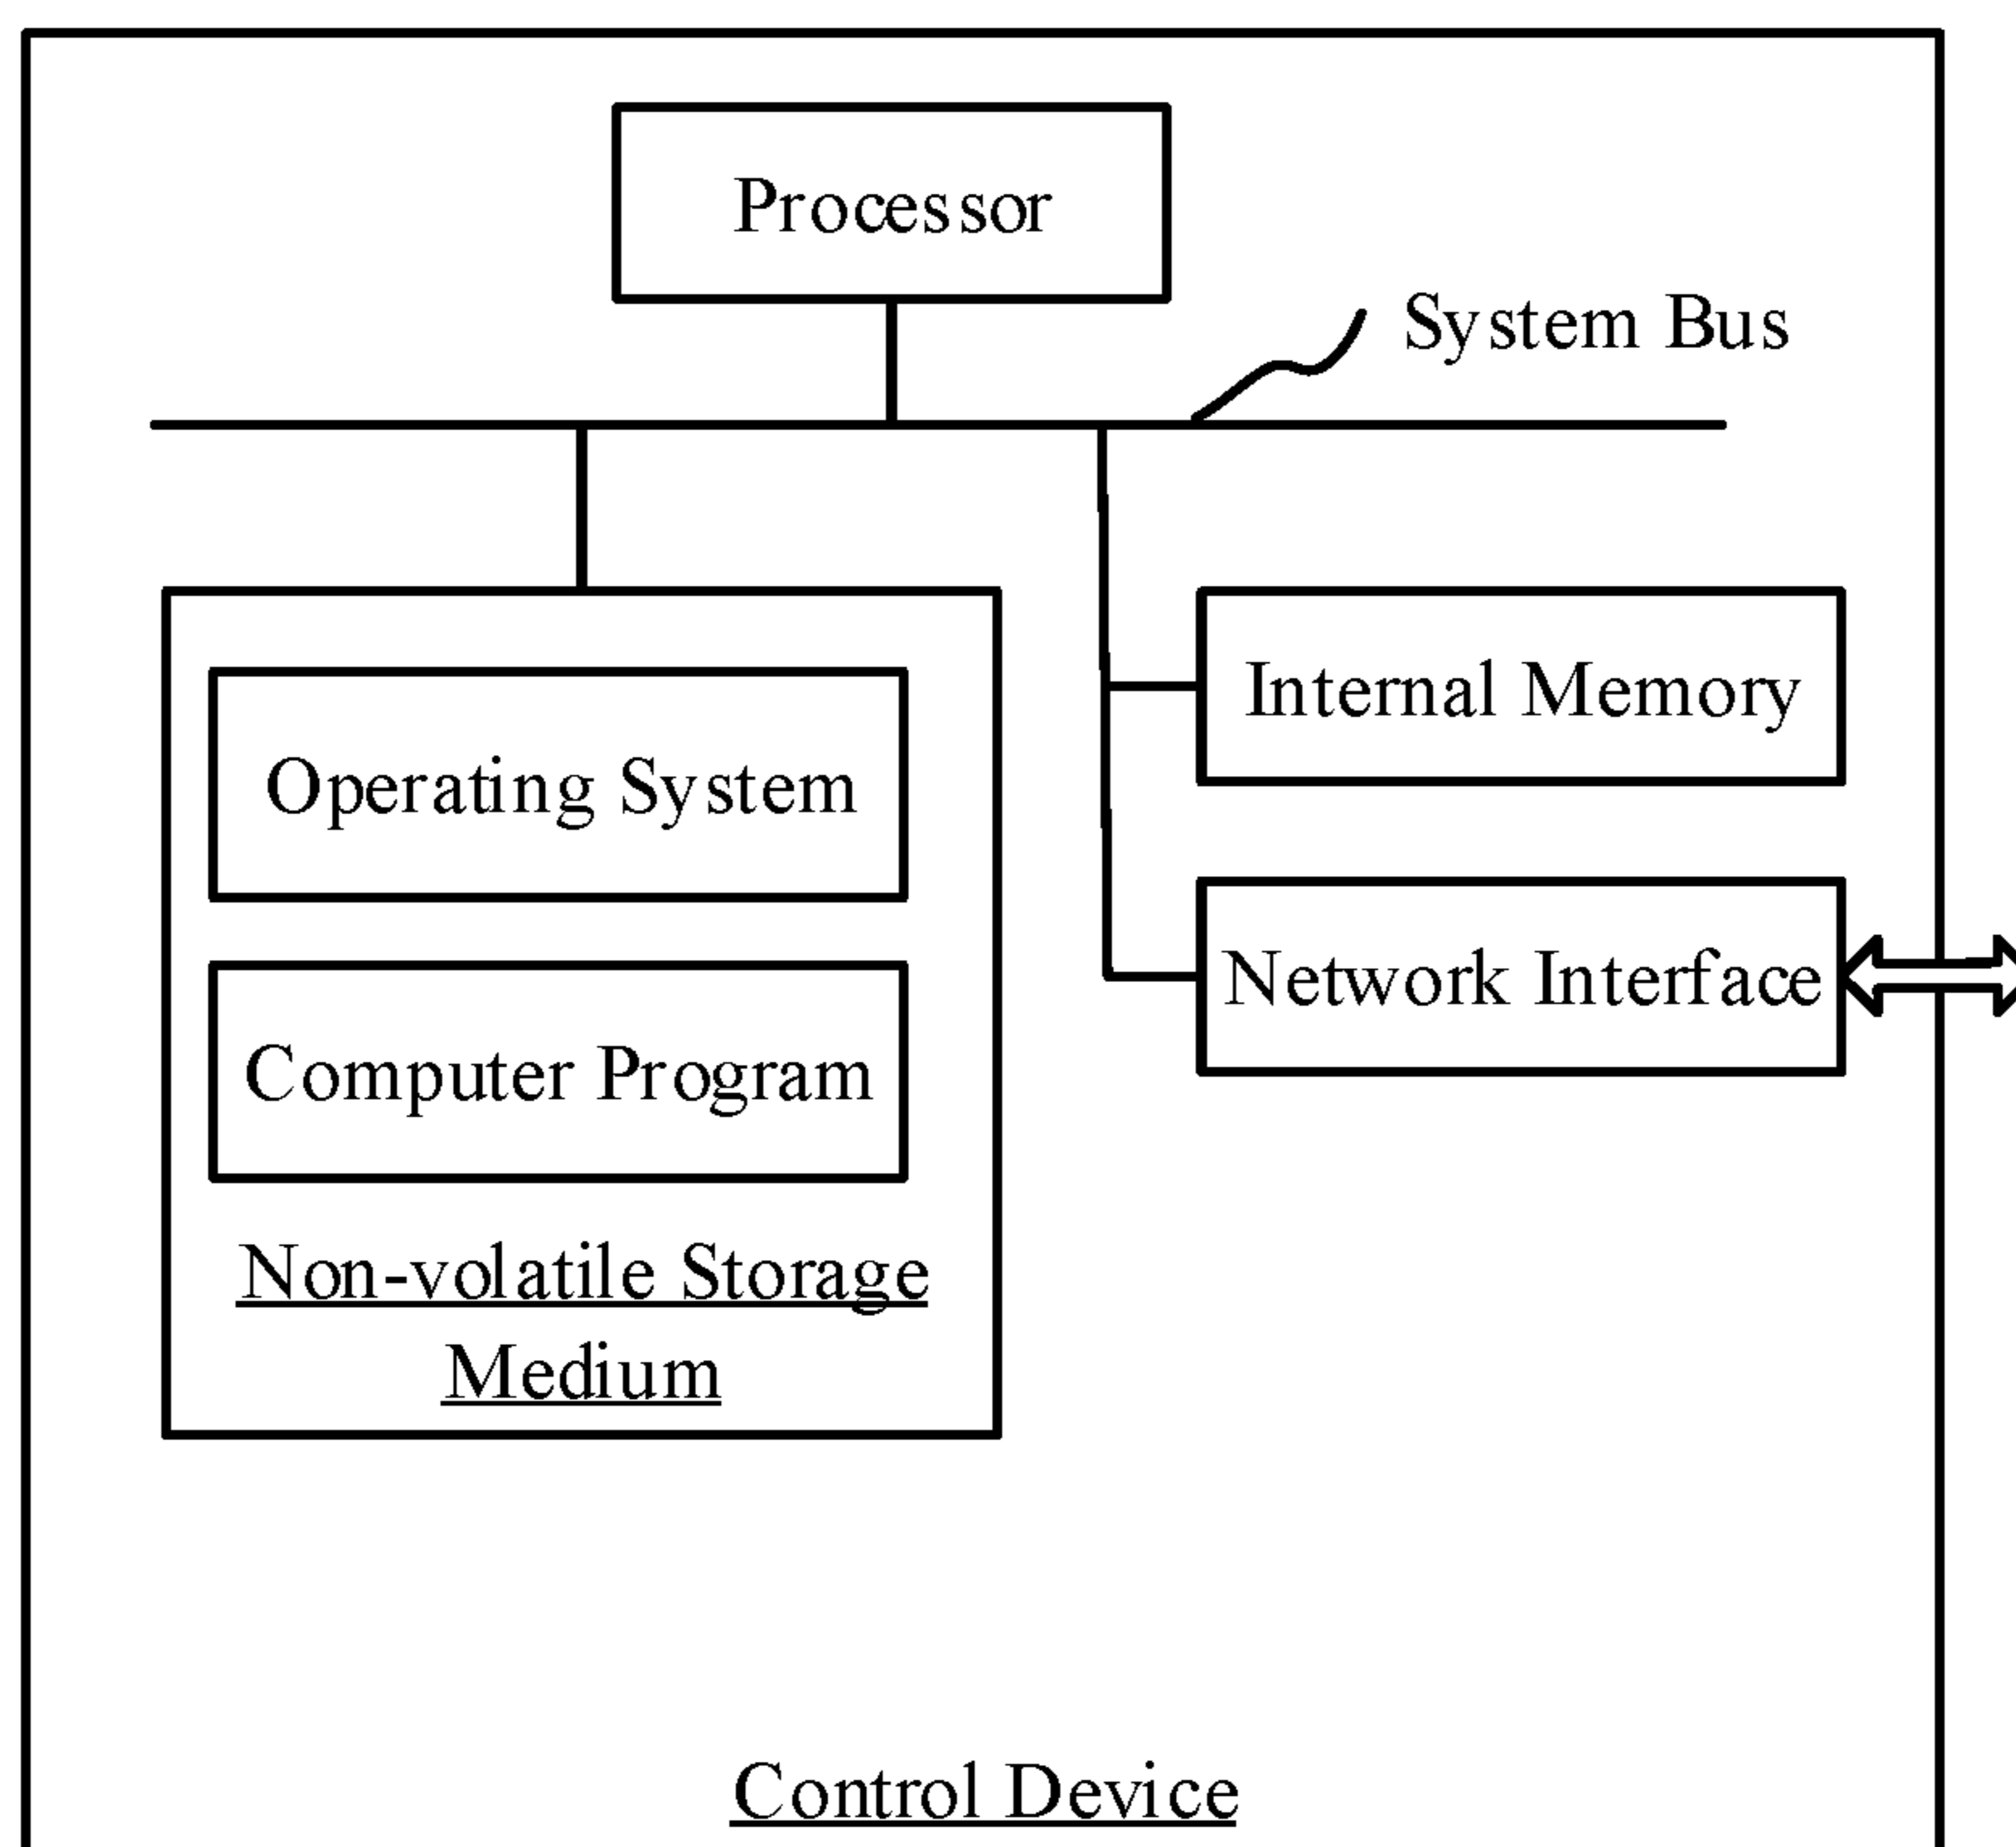 Processor
System Bus
Internal Memory
Operating System
Network Interface
Computer Program
Non-volatile Storage
Medium
Control Device